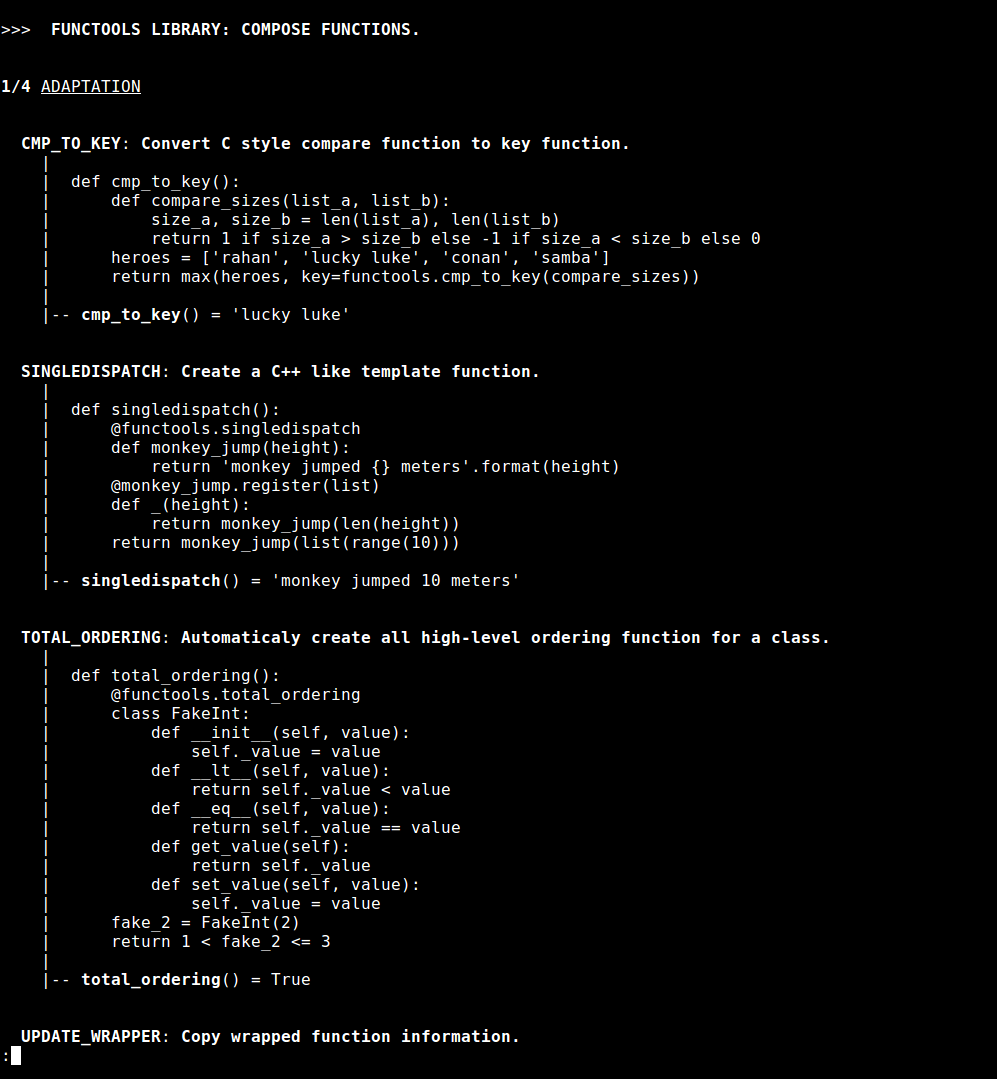 >>>  FUNCTOOLS LIBRARY: COMPOSE FUNCTIONS.
1/4 ADAPTATION
  CMP_TO_KEY: Convert C style compare function to key function.
    |
    |  def cmp_to_key():
    |      def compare_sizes(list_a, list_b):
    |          size_a, size_b = len(list_a), len(list_b)
    |          return 1 if size_a > size_b else -1 if size_a < size_b else 0
    |      heroes = ['rahan', 'lucky luke', 'conan', 'samba']
    |      return max(heroes, key=functools.cmp_to_key(compare_sizes))
    |
    |-- cmp_to_key() = 'lucky luke'
  SINGLEDISPATCH: Create a C++ like template function.
    |
    |  def singledispatch():
    |      @functools.singledispatch
    |      def monkey_jump(height):
    |          return 'monkey jumped {} meters'.format(height)
    |      @monkey_jump.register(list)
    |      def _(height):
    |          return monkey_jump(len(height))
    |      return monkey_jump(list(range(10)))
    |
    |-- singledispatch() = 'monkey jumped 10 meters'
  TOTAL_ORDERING: Automaticaly create all high-level ordering function for a class.
    |
    |  def total_ordering():
    |      @functools.total_ordering
    |      class FakeInt:
    |          def __init__(self, value):
    |              self._value = value
    |          def __lt__(self, value):
    |              return self._value < value
    |          def __eq__(self, value):
    |              return self._value == value
    |          def get_value(self):
    |              return self._value
    |          def set_value(self, value):
    |              self._value = value
    |      fake_2 = FakeInt(2)
    |      return 1 < fake_2 <= 3
    |
    |-- total_ordering() = True
  UPDATE_WRAPPER: Copy wrapped function information.
: